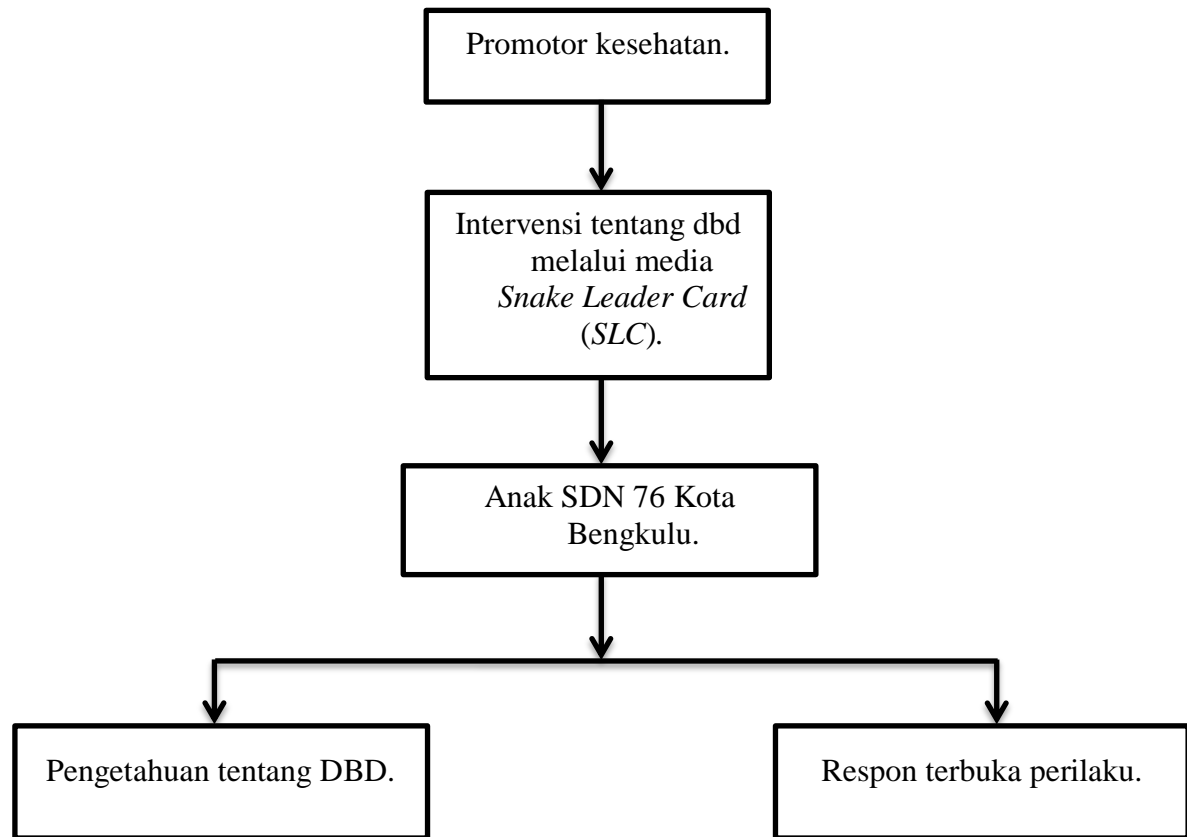 Promotor kesehatan.
Intervensi tentang dbd
melalui media
Snake Leader Card
(SLC).
Anak SDN 76 Kota
Bengkulu.
Pengetahuan tentang DBD.
Respon terbuka perilaku.